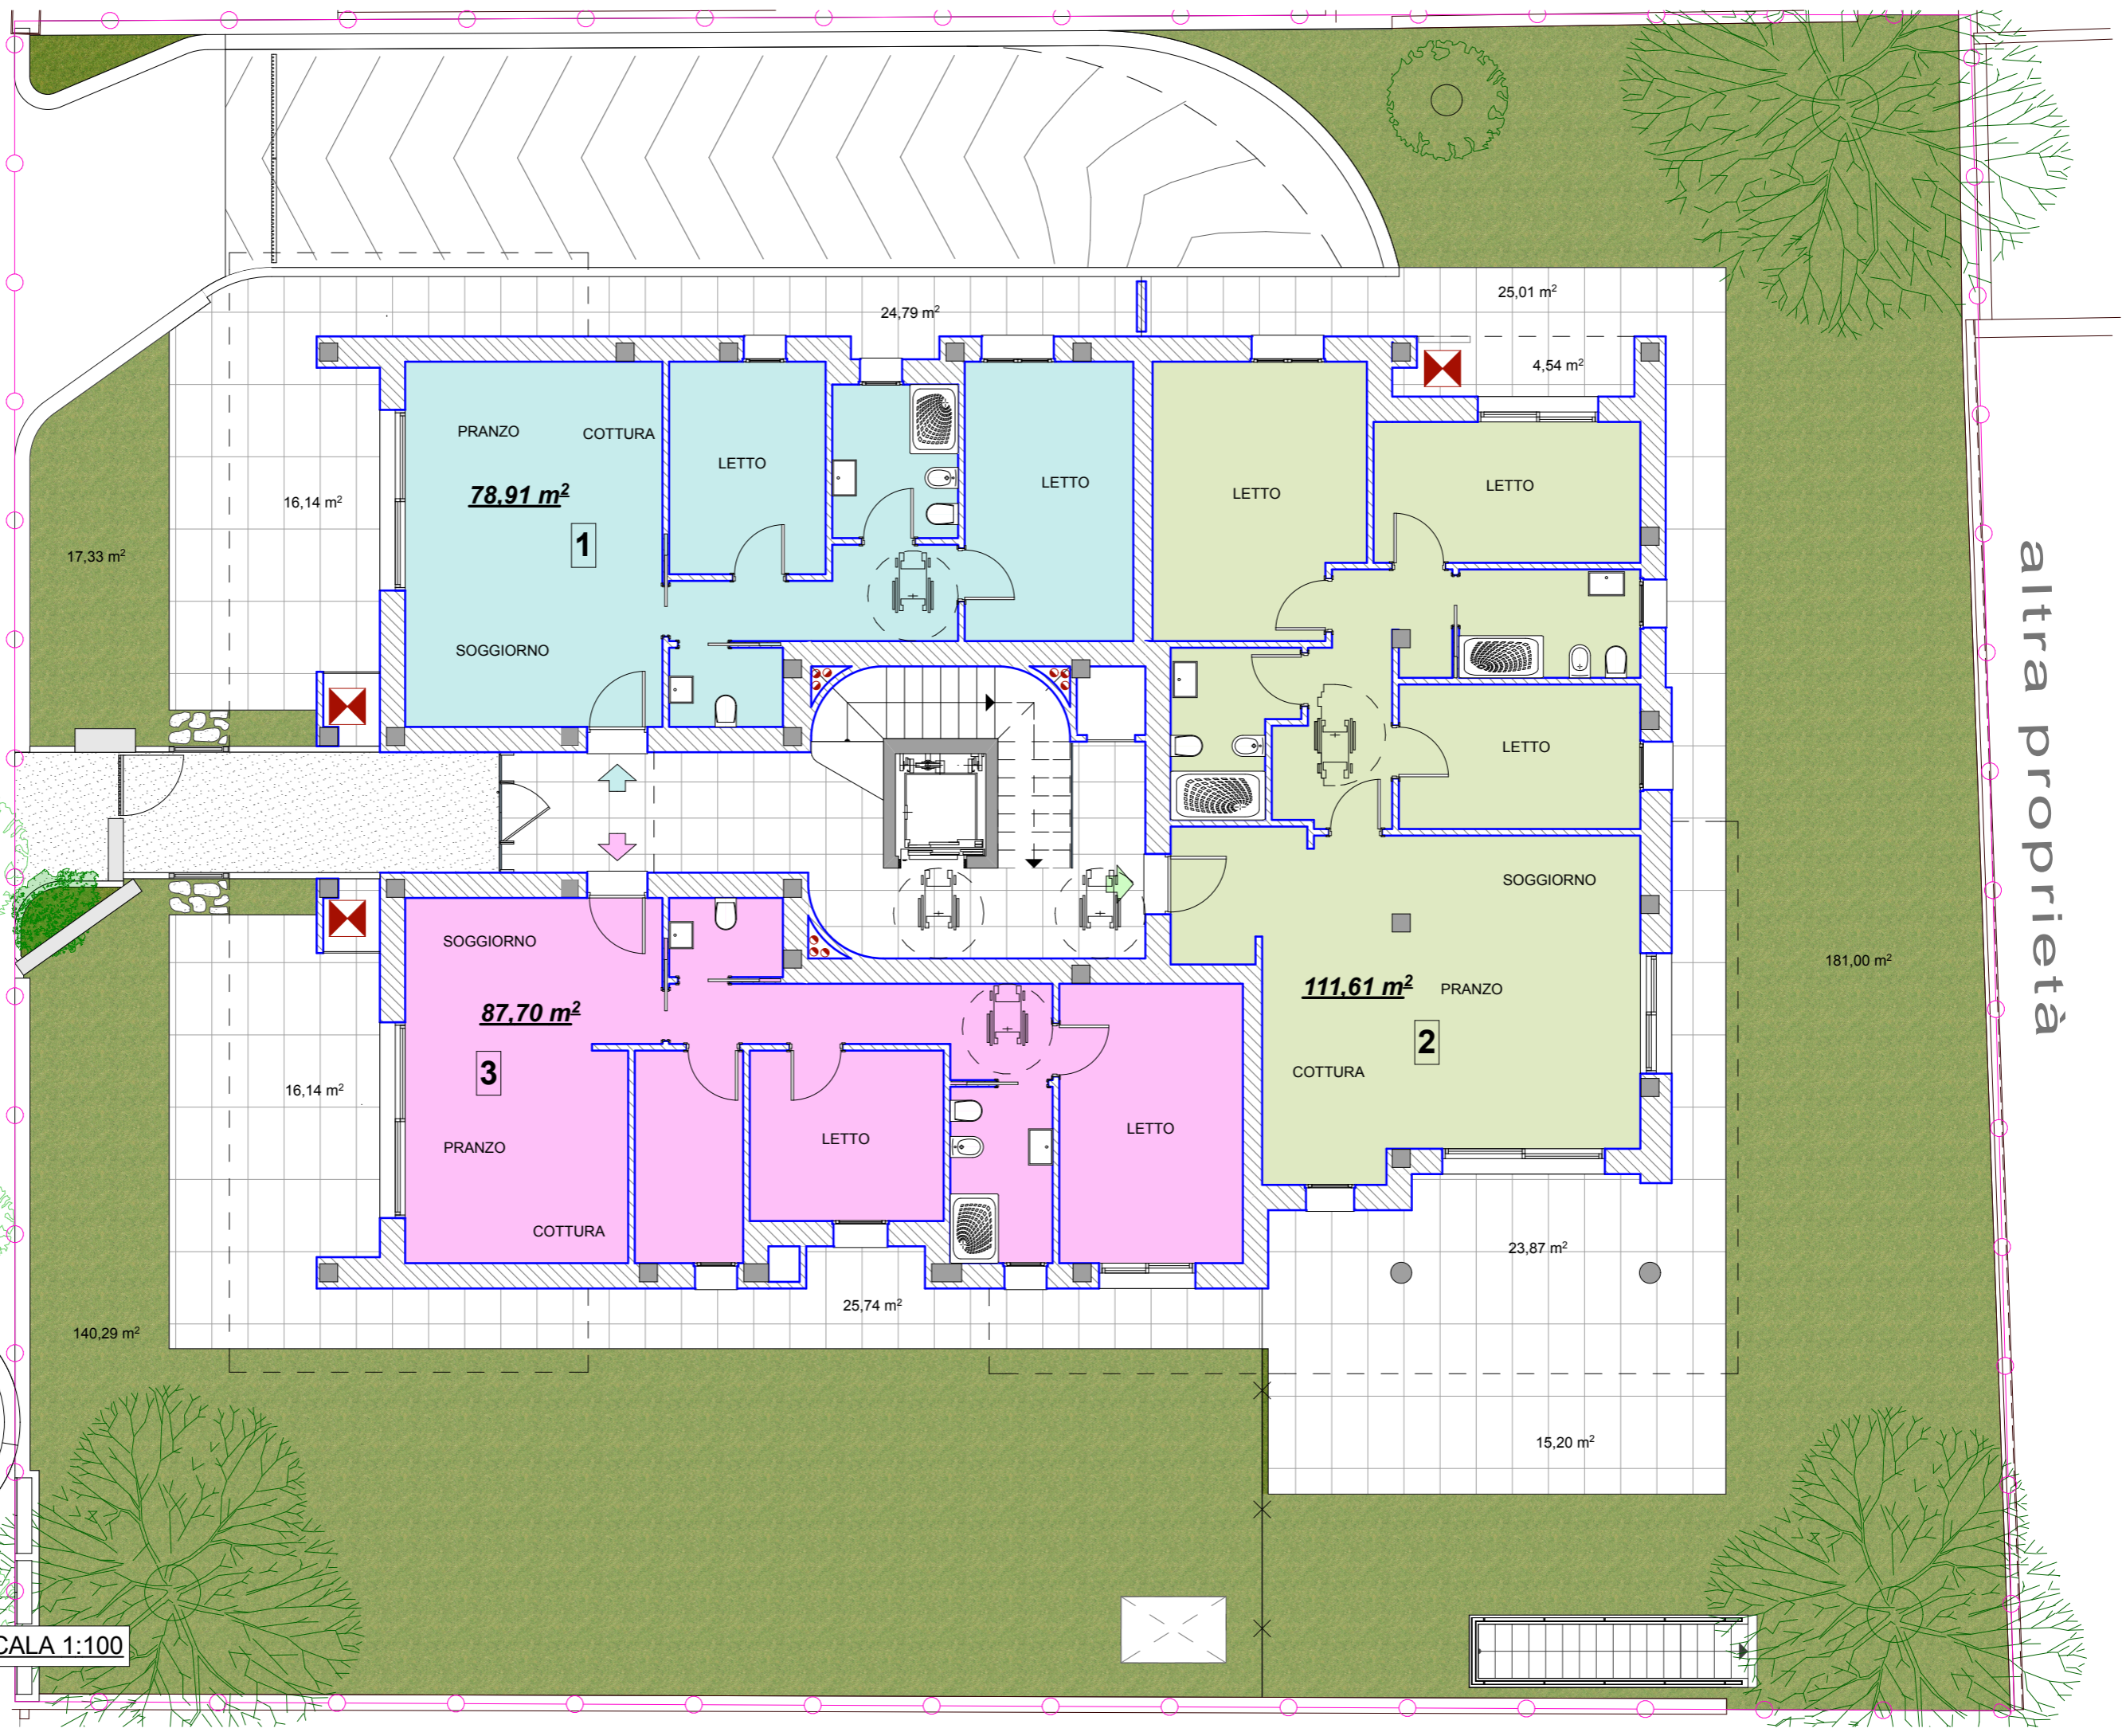 25,01 m²
24,79 m²
4,54 m²
PRANZO
COTTURA
LETTO
LETTO
LETTO
LETTO
78,91 m²
16,14 m²
1
17,33 m²
SOGGIORNO
LETTO
altra proprietà
SOGGIORNO
SOGGIORNO
181,00 m²
111,61 m²
PRANZO
87,70 m²
2
3
COTTURA
16,14 m²
LETTO
LETTO
PRANZO
COTTURA
23,87 m²
25,74 m²
140,29 m²
15,20 m²
CALA 1:100